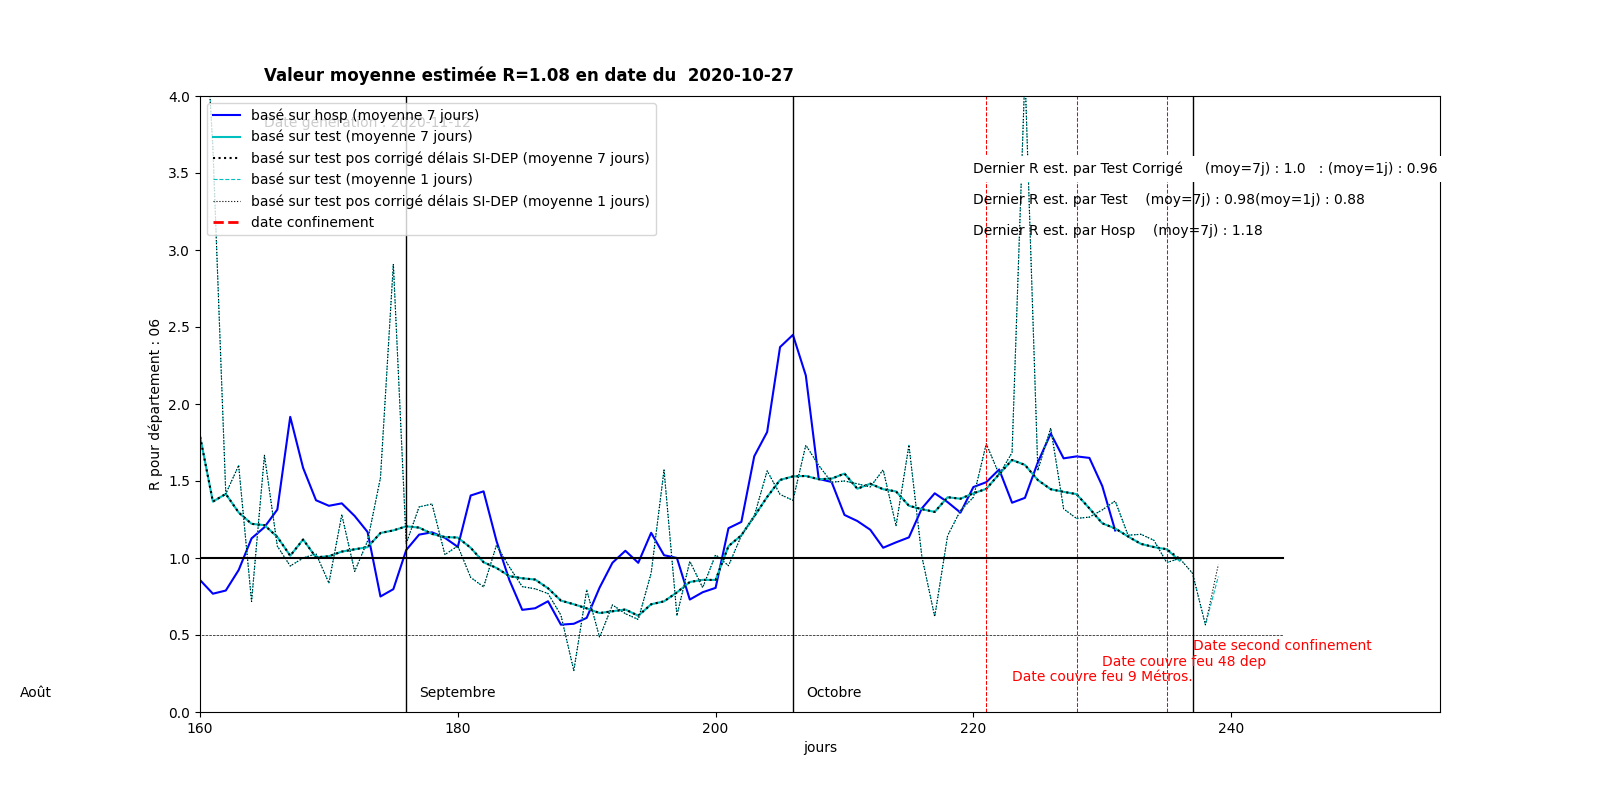 Valeur moyenne estimée R=1.08 en date du  2020-10-27
Date génération : 2020-11-12
basé sur hosp (moyenne 7 jours)
basé sur test (moyenne 7 jours)
basé sur test pos corrigé délais SI-DEP (moyenne 7 jours)
basé sur test (moyenne 1 jours)
basé sur test pos corrigé délais SI-DEP (moyenne 1 jours)
date confinement
Dernier R est. par Test Corrigé     (moy=7j) : 1.0   : (moy=1j) : 0.96
Dernier R est. par Test    (moy=7j) : 0.98(moy=1j) : 0.88
Dernier R est. par Hosp    (moy=7j) : 1.18
4.0
3.5
3.0
2.5
2.0
1.5
1.0
0.5
0.0
R pour département : 06
Date second confinement
Date couvre feu 48 dep
Date couvre feu 9 Métros.
Août
Septembre
Octobre
160
180
200
220
240
jours